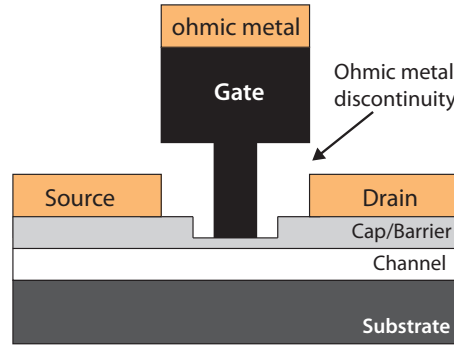 ohmic metal
Gate
Ohmic metal
discontinuity
Source
Drain
Cap/Barrier
Channel
Substrate